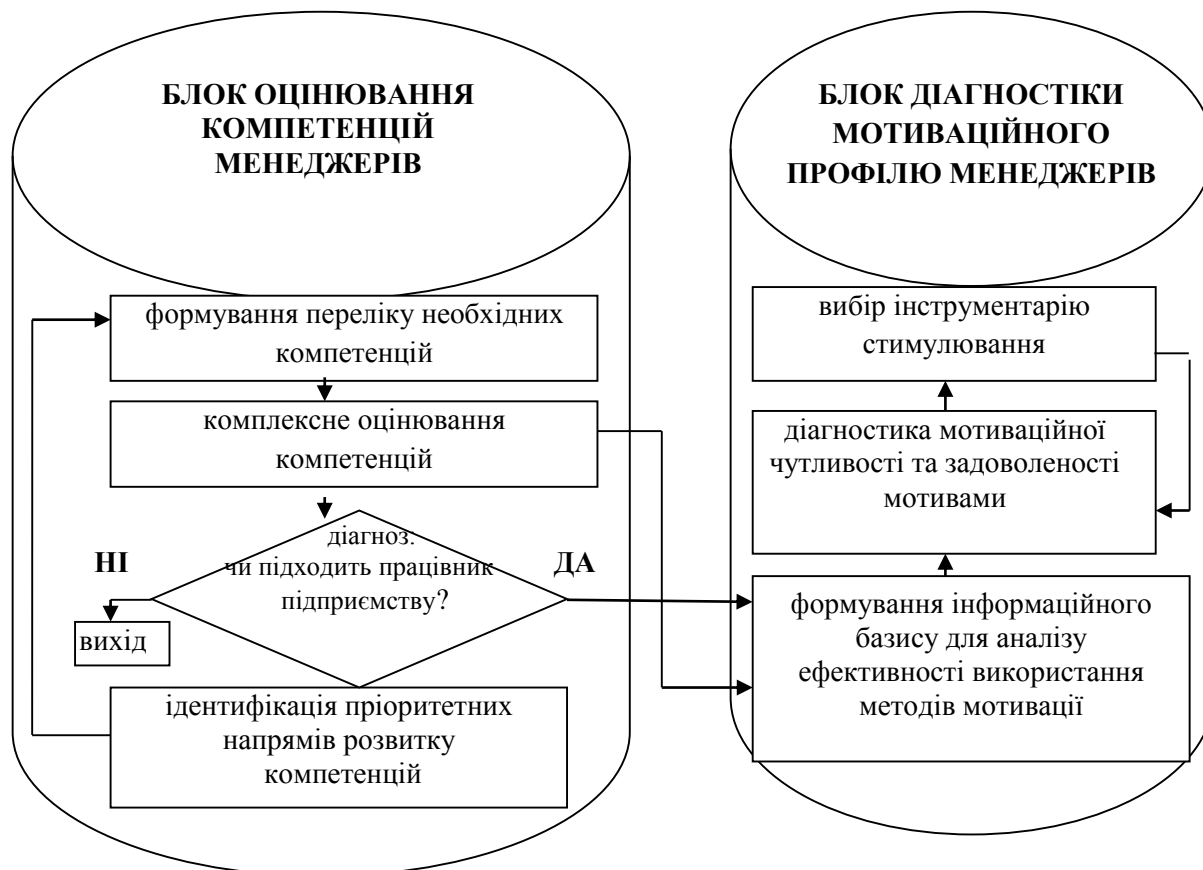 БЛОК ОЦІНЮВАННЯ
КОМПЕТЕНЦІЙ
МЕНЕДЖЕРІВ
формування переліку необхідних
компетенцій
комплексне оцінювання
компетенцій
діагноз:
чи підходить працівник
підприємству?
НІ
ДА
вихід
ідентифікація пріоритетних
напрямів розвитку
компетенцій
БЛОК ДІАГНОСТІКИ
МОТИВАЦІЙНОГО
ПРОФІЛЮ МЕНЕДЖЕРІВ
вибір інструментарію
стимулювання
діагностика мотиваційної
чутливості та задоволеності
мотивами
формування інформаційного
базису для аналізу
ефективності використання
методів мотивації